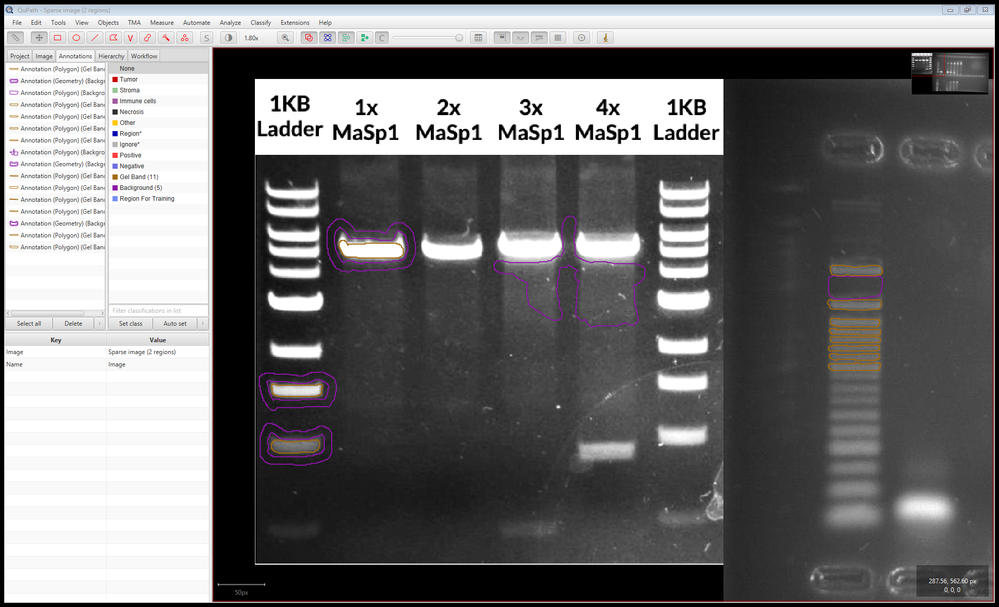 QuPath - Sparse image (2 regions)
File Edit Tools View Objects TMA Measure Automate Analyze Classify Extensions Help
S 1.80x C x,y µm
Project Image Annotations Hierarchy Workflow
Annotation (Polygon) (Gel Banc
Annotation (Geometry) (Backgr
Annotation (Polygon) (Backgro
Annotation (Polygon) (Gel Banc
Annotation (Polygon) (Gel Banc
Annotation (Polygon) (Gel Banc
Annotation (Polygon) (Gel Banc
Annotation (Polygon) (Backgro
Annotation (Geometry) (Backgr
Annotation (Polygon) (Gel Banc
Annotation (Polygon) (Gel Banc
Annotation (Polygon) (Gel Banc
Annotation (Polygon) (Gel Banc
Annotation (Geometry) (Backgr
Annotation (Polygon) (Gel Banc
Annotation (Polygon) (Gel Banc
None
Tumor
Stroma
Immune cells
Necrosis
Other
Region*
Ignore*
Positive
Negative
Gel Band (11)
Background (5)
Region For Training
Filter classifications in list
Select all Delete Set class Auto set
Key Value
Image Sparse image (2 regions)
Name Image
1KB 1x 2x 3x 4x 1KB
Ladder MaSp1 MaSp1 MaSp1 MaSp1 Ladder
50px
287.56, 562.60 px
0, 0, 0